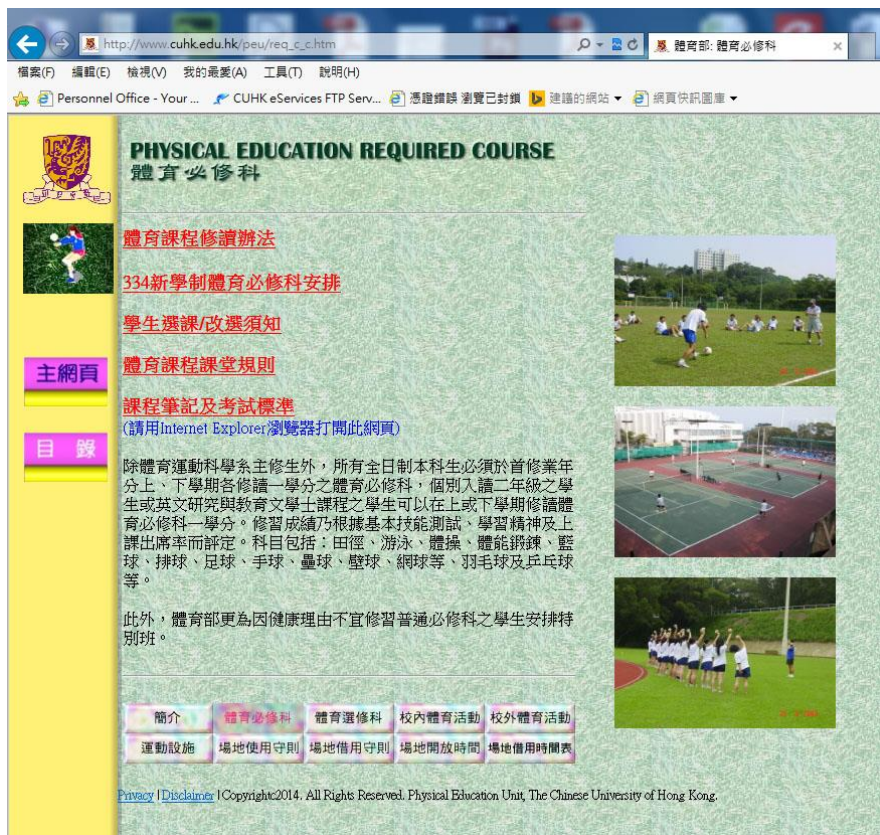 http://www.cuhk.edu.hk/peu/req_c_c.htm
體育部: 體育必修科
檔案(F) 編輯(E) 檢視(V) 我的最愛(A) 工具(T) 說明(H)
Personnel Office - Your ... CUHK eServices FTP Serv... 憑證錯誤 瀏覽已封鎖 建議的網站 網頁快訊圖庫
PHYSICAL EDUCATION REQUIRED COURSE
體育必修科
體育課程修讀辦法
334新學制體育必修科安排
學生選課/改選須知
體育課程課堂規則
課程筆記及考試標準
(請用Internet Explorer瀏覽器打開此網頁)
主網頁
目 錄
除體育運動科學系主修生外，所有全日制本科生必須於首修業年
分上、下學期各修讀一學分之體育必修科，個別入讀二年級之學
生或英文研究與教育文學士課程之學生可以在上或下學期修讀體
育必修科一學分。修習成績乃根據基本技能測試、學習精神及上
課出席率而評定。科目包括：田徑、游泳、體操、體能鍛鍊、籃
球、排球、足球、手球、壘球、壁球、網球等、羽毛球及乒乓球
等。
此外，體育部更為因健康理由不宜修習普通必修科之學生安排特
別班。
簡介 體育必修科 體育選修科 校內體育活動 校外體育活動
運動設施 場地使用守則 場地借用守則 場地開放時間 場地借用時間表
Privacy | Disclaimer | Copyright©2014. All Rights Reserved. Physical Education Unit, The Chinese University of Hong Kong.